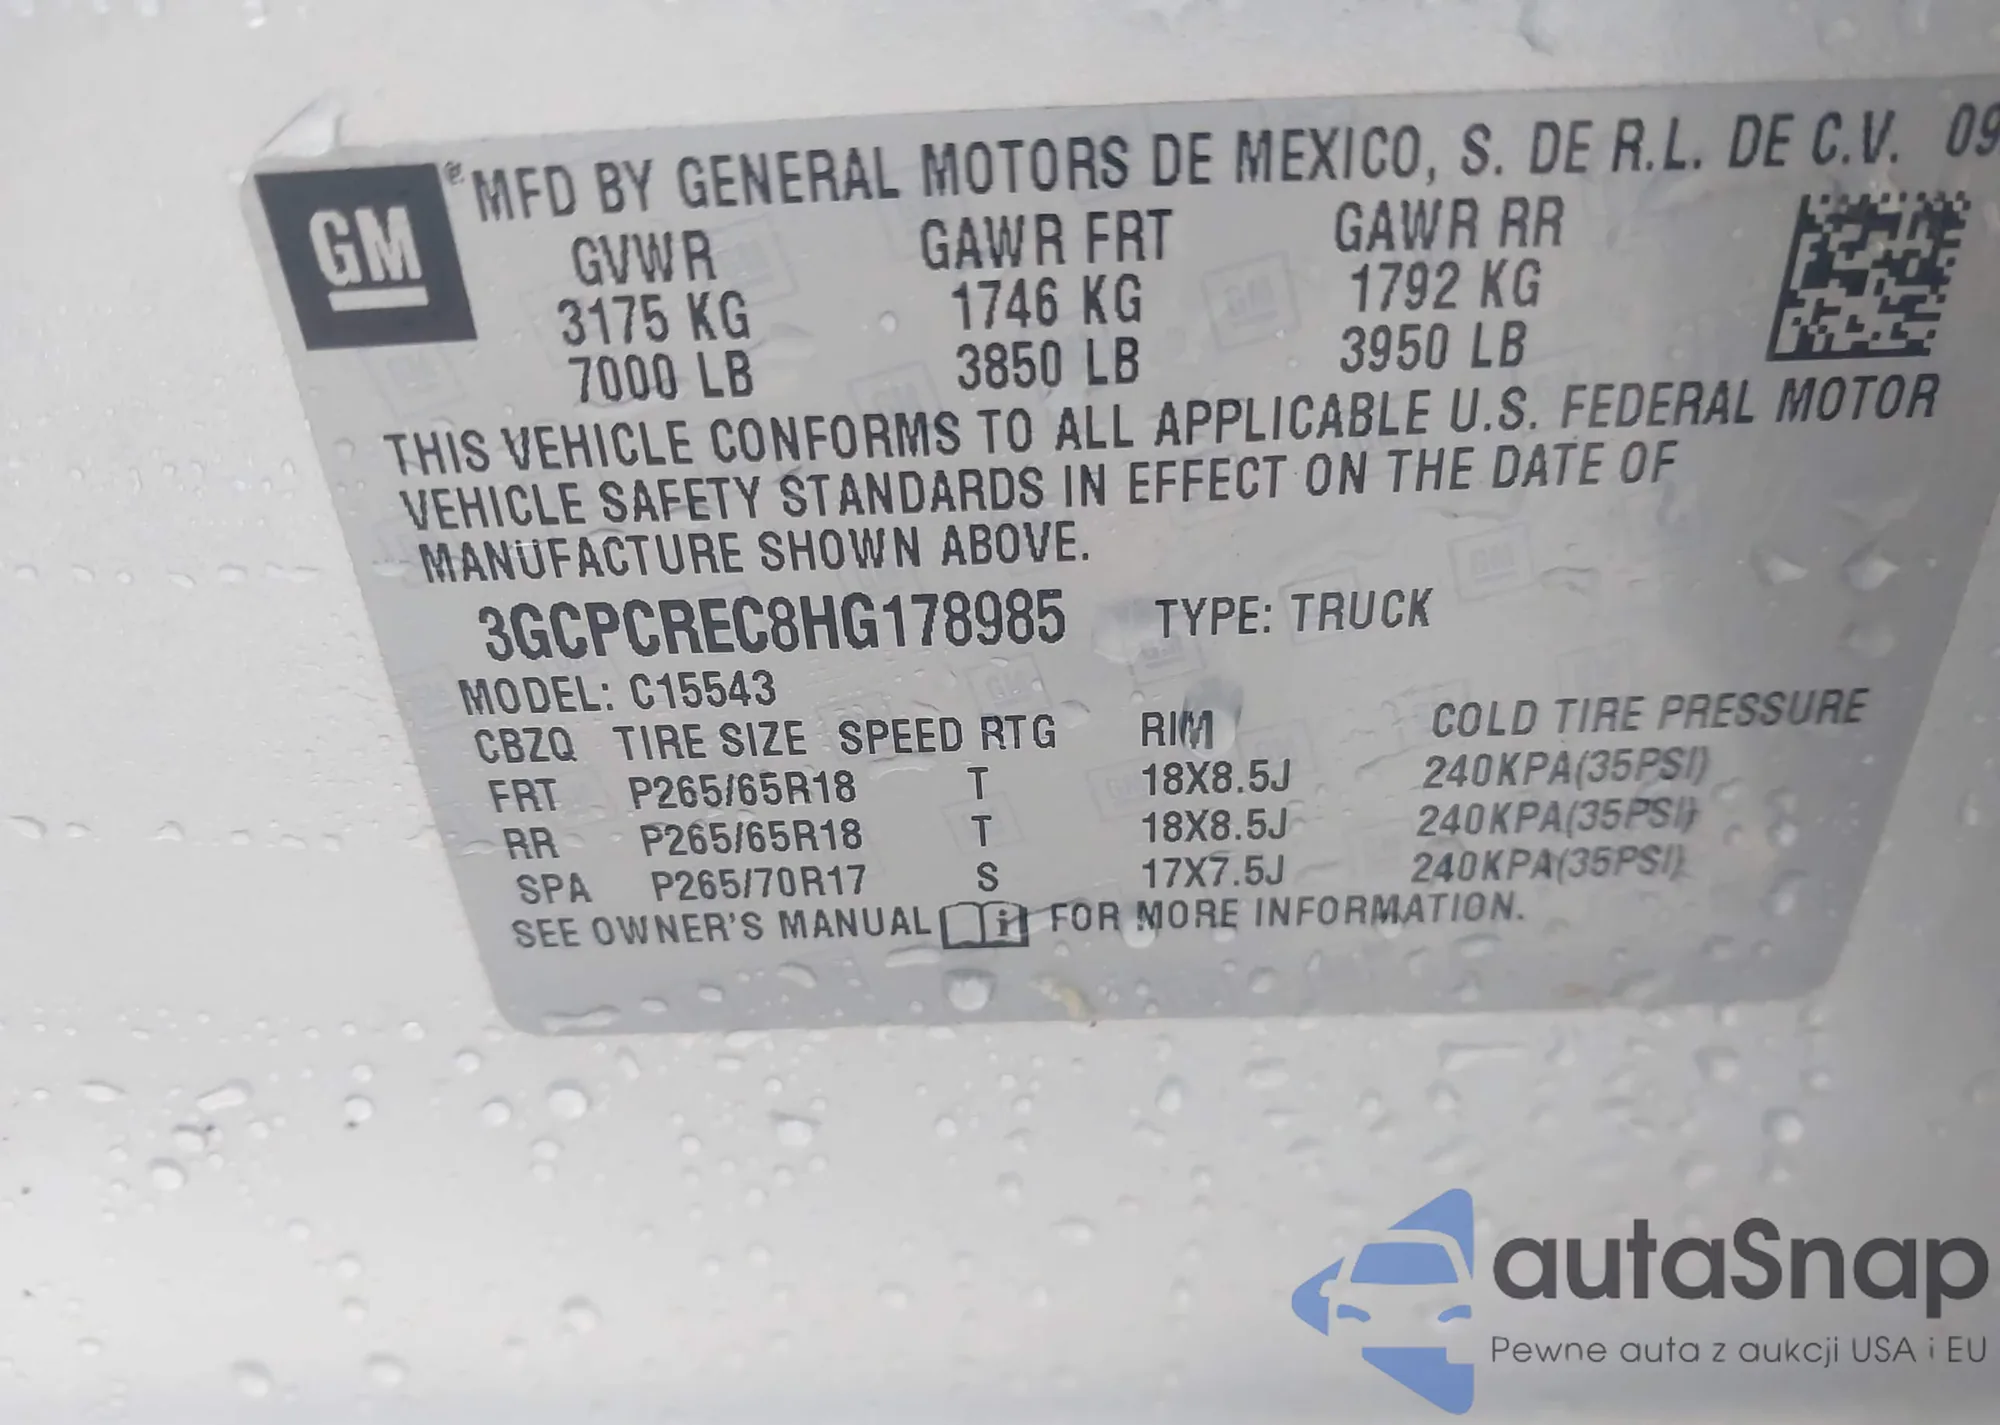 GM ® MFD BY GENERAL MOTORS DE MEXICO, S. DE R.L. DE C.V. 09
GVWR GAWR FRT GAWR RR
3175 KG 1746 KG 1792 KG
7000 LB 3850 LB 3950 LB
THIS VEHICLE CONFORMS TO ALL APPLICABLE U.S. FEDERAL MOTOR
VEHICLE SAFETY STANDARDS IN EFFECT ON THE DATE OF
MANUFACTURE SHOWN ABOVE.
3GCPCREC8HG178985 TYPE: TRUCK
MODEL: C15543
CBZQ TIRE SIZE SPEED RTG RIM COLD TIRE PRESSURE
FRT P265/65R18 T 18X8.5J 240KPA(35PSI)
RR P265/65R18 T 18X8.5J 240KPA(35PSI)
SPA P265/70R17 S 17X7.5J 240KPA(35PSI)
SEE OWNER'S MANUAL i FOR MORE INFORMATION.
autaSnap
Pewne auta z aukcji USA i EU